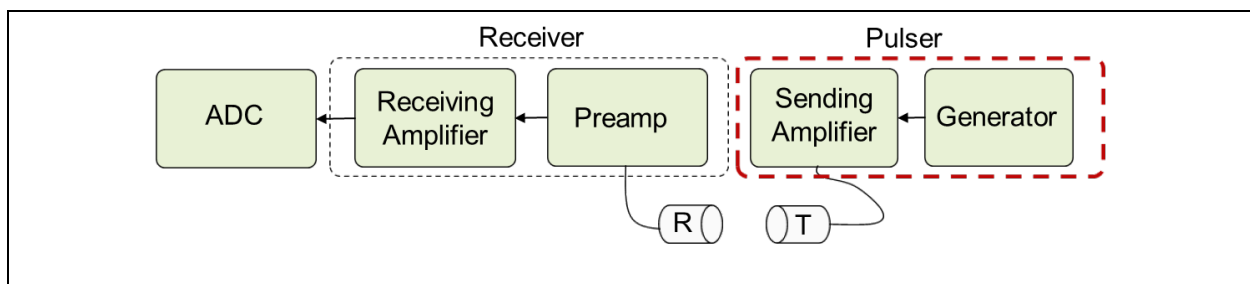 Receiver
Pulser
ADC
Receiving
Amplifier
Preamp
Sending
Amplifier
Generator
R
T